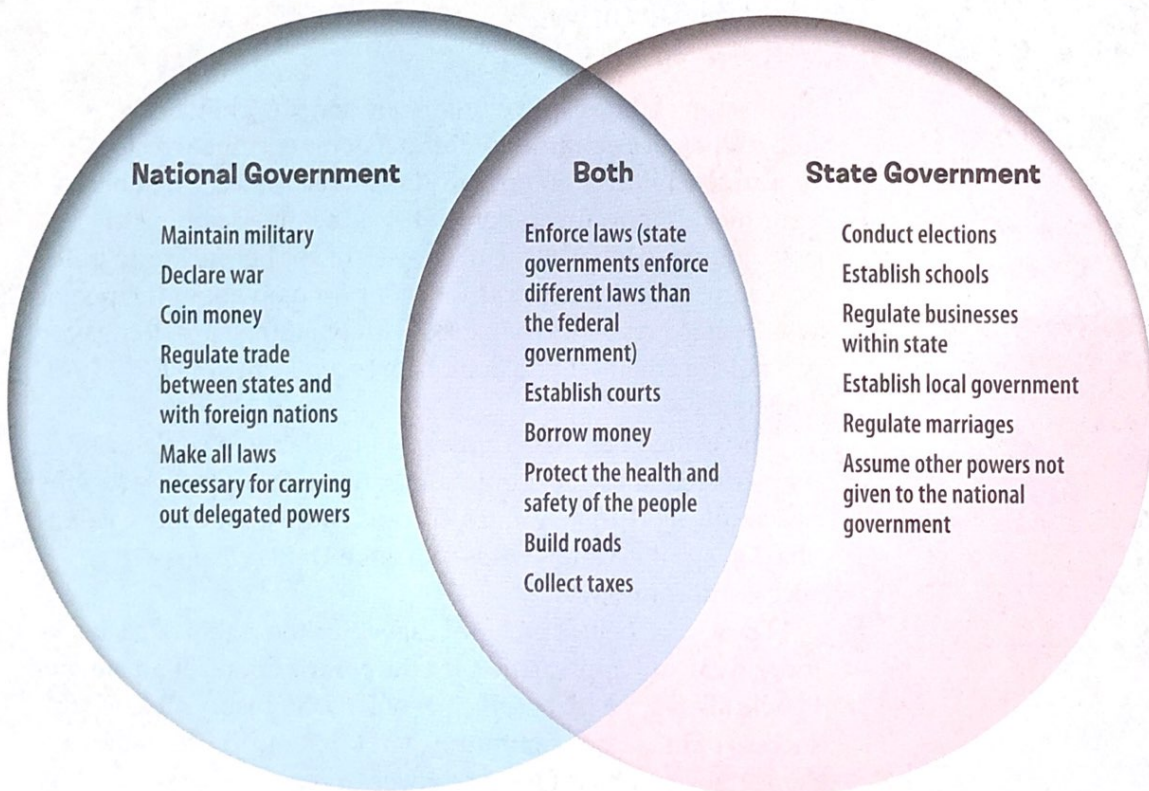 National Government
Maintain military
Declare war
Coin money
Regulate trade
between states and
with foreign nations
Make all laws
necessary for carrying
out delegated powers
Both
Enforce laws (state
governments enforce
different laws than
the federal
government)
Establish courts
Borrow money
Protect the health and
safety of the people
Build roads
Collect taxes
State Government
Conduct elections
Establish schools
Regulate businesses
within state
Establish local government
Regulate marriages
Assume other powers not
given to the national
government